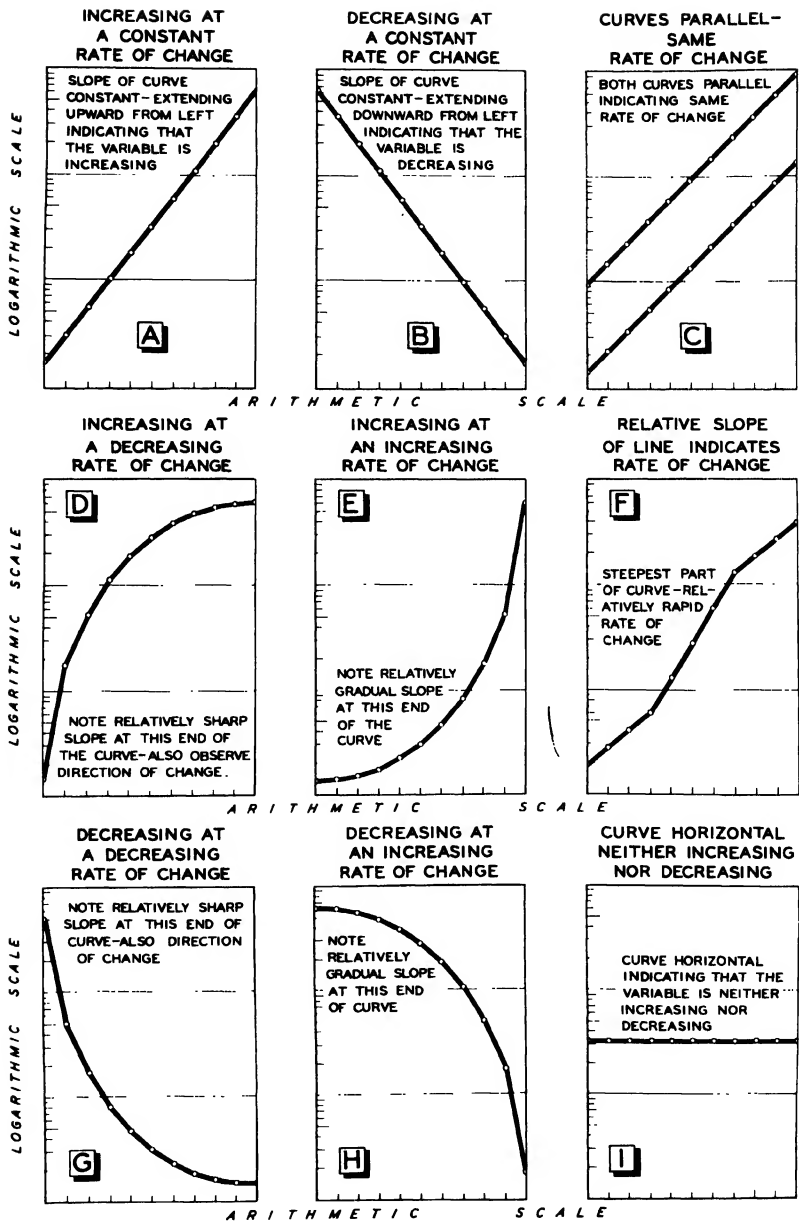 INCREASING AT
A CONSTANT
RATE OF CHANGE
SLOPE OF CURVE
CONSTANT-EXTENDING
UPWARD FROM LEFT
INDICATING THAT
THE VARIABLE IS
INCREASING
LOGARITHMIC SCALE
A
DECREASING AT
A CONSTANT
RATE OF CHANGE
SLOPE OF CURVE
CONSTANT-EXTENDING
DOWNWARD FROM LEFT
INDICATING THAT THE
VARIABLE IS
DECREASING
B
CURVES PARALLEL-
SAME
RATE OF CHANGE
BOTH CURVES PARALLEL
INDICATING SAME
RATE OF CHANGE
C
ARITHMETIC SCALE
INCREASING AT
A DECREASING
RATE OF CHANGE
D
LOGARITHMIC SCALE
NOTE RELATIVELY SHARP
SLOPE AT THIS END OF
THE CURVE-ALSO OBSERVE
DIRECTION OF CHANGE.
INCREASING AT
AN INCREASING
RATE OF CHANGE
E
NOTE RELATIVELY
GRADUAL SLOPE
AT THIS END
OF THE
CURVE
RELATIVE SLOPE
OF LINE INDICATES
RATE OF CHANGE
F
STEEPEST PART
OF CURVE-REL-
ATIVELY RAPID
RATE OF
CHANGE
ARITHMETIC SCALE
DECREASING AT
A DECREASING
RATE OF CHANGE
NOTE RELATIVELY SHARP
SLOPE AT THIS END OF
CURVE-ALSO DIRECTION
OF CHANGE
LOGARITHMIC SCALE
G
DECREASING AT
AN INCREASING
RATE OF CHANGE
NOTE
RELATIVELY
GRADUAL SLOPE
AT THIS END
OF CURVE
H
CURVE HORIZONTAL
NEITHER INCREASING
NOR DECREASING
CURVE HORIZONTAL
INDICATING THAT THE
VARIABLE IS NEITHER
INCREASING NOR
DECREASING
I
ARITHMETIC SCALE